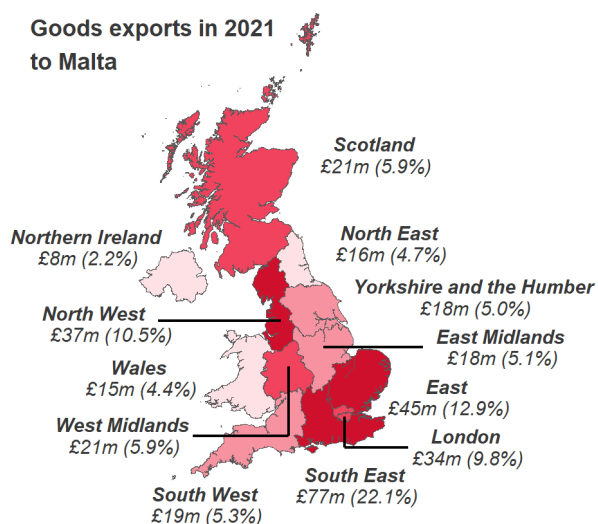 Goods exports in 2021
to Malta
Scotland
£21m (5.9%)
Northern Ireland
£8m (2.2%)
North East
£16m (4.7%)
Yorkshire and the Humber
£18m (5.0%)
North West
£37m (10.5%)
East Midlands
£18m (5.1%)
Wales
£15m (4.4%)
East
£45m (12.9%)
West Midlands
£21m (5.9%)
London
£34m (9.8%)
South East
£77m (22.1%)
South West
£19m (5.3%)